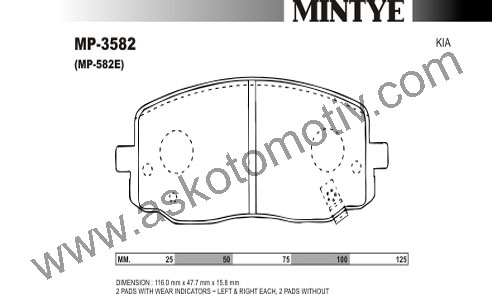 MINTYE
MP-3582
KIA
(MP-582E)
www.askotomotiv.com
MM. 25 50 75 100 125
DIMENSION : 116.0 mm x 47.7 mm x 15.8 mm
2 PADS WITH WEAR INDICATORS - LEFT & RIGHT EACH, 2 PADS WITHOUT